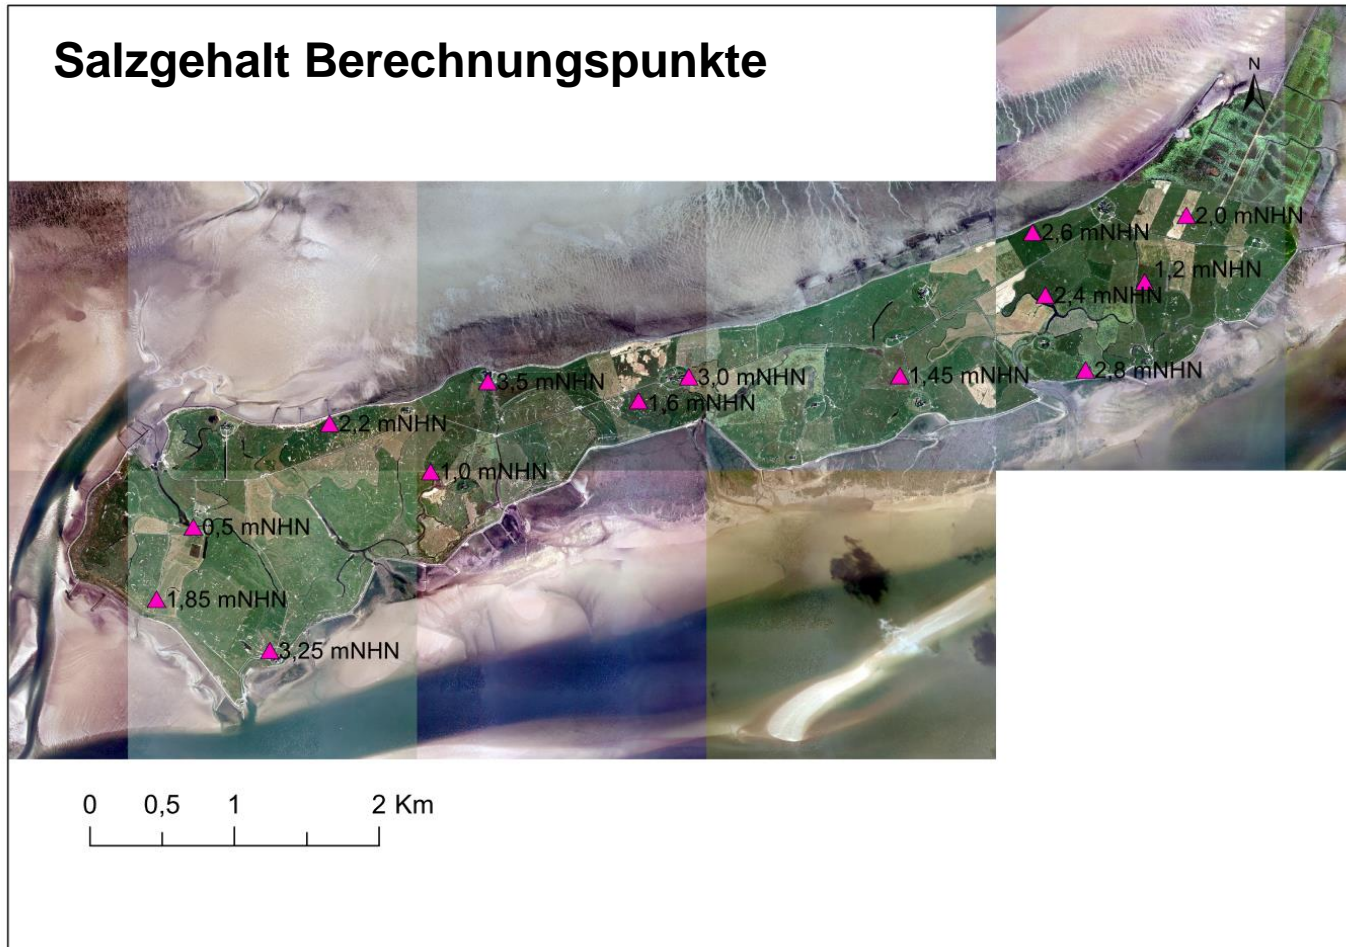 Salzgehalt Berechnungspunkte
N
2,0 mNHN
2,6 mNHN
1,2 mNHN
2,4 mNHN
2,8 mNHN
1,45 mNHN
3,0 mNHN
3,5 mNHN
1,6 mNHN
2,2 mNHN
1,0 mNHN
0,5 mNHN
1,85 mNHN
3,25 mNHN
0 0,5 1 2 Km